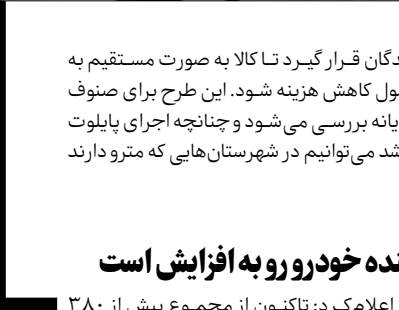 دگان قرار گیرد تا کالا به صورت مستقیم به
ول کاهش هزینه شود. این طرح برای صنوف
یانه بررسی می‌شود و چنانچه اجرای پایلوت
شد می‌توانیم در شهرستان‌هایی که مترو دارند
نده خودرو رو به افزایش است
اعلام کرد: تاکنون از مجموع بیش از ۳۸۰